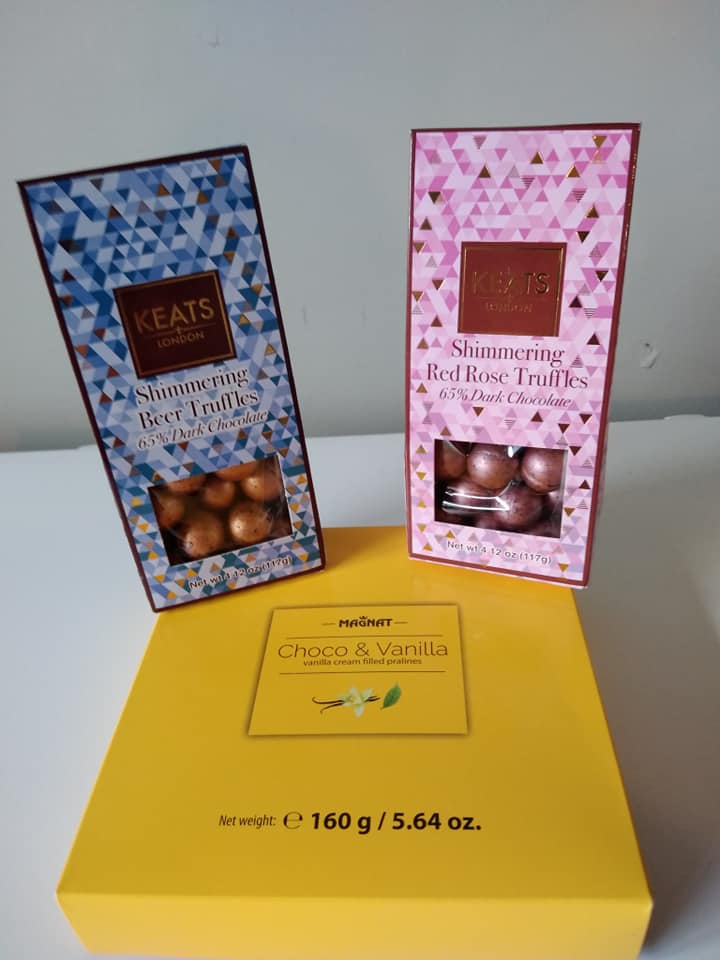 KEATS
LONDON
Shimmering
Beer Truffles
65% Dark Chocolate
Net wt 4.12 oz (117g)
KEATS
LONDON
Shimmering
Red Rose Truffles
65% Dark Chocolate
Net wt 4.12 oz (117g)
MAGNAT
Choco & Vanilla
vanilla cream filled pralines
Net weight: ℮ 160 g / 5.64 oz.